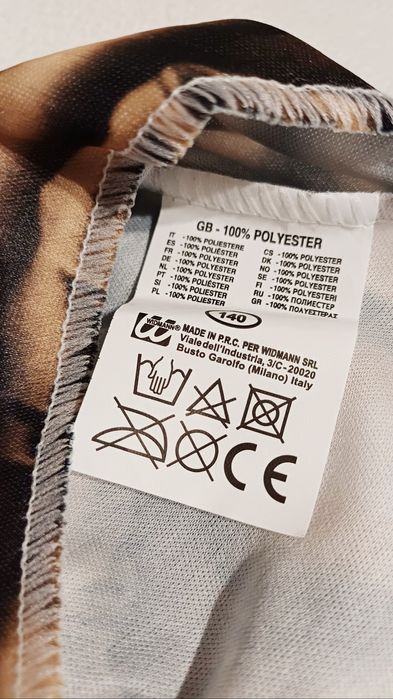 GB - 100% POLYESTER
IT -100% POLIESTERE
ES -100% POLIÉSTER
FR -100% POLYESTER
DE -100% POLYESTER
NL -100% POLYESTER
PT -100% POLIÉSTER
SI -100% POLIESTER
PL -100% POLIESTER
CS -100% POLYESTER
DK -100% POLYESTER
NO -100% POLYESTER
SE -100% POLYESTER
FI -100% POLYESTERI
RU -100% ПОЛИЕСТЕР
GR -100% ΠΟΛΥΕΣΤΕΡΑΣ
140
WIDMANN® MADE IN P.R.C. PER WIDMANN SRL
Viale dell'Industria, 3/C - 20020
Busto Garolfo (Milano) Italy
CE